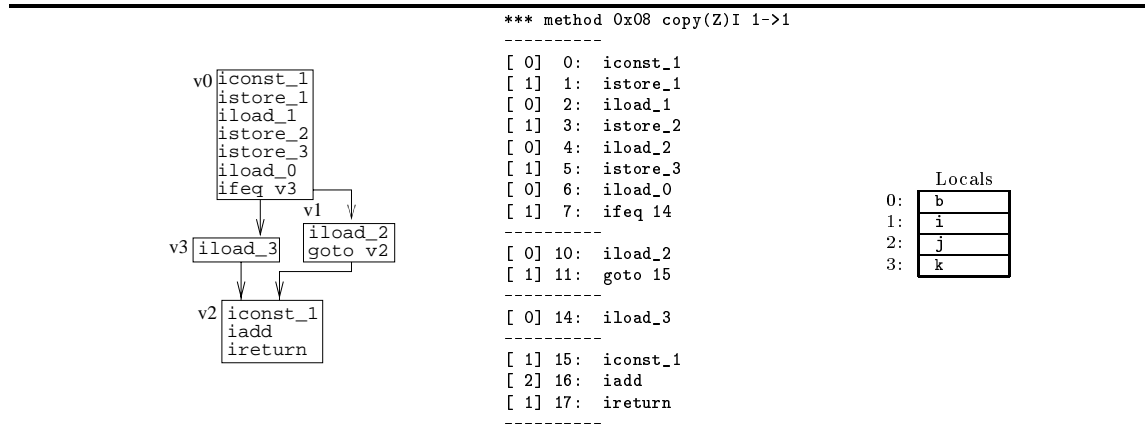 v0
iconst_1
istore_1
iload_1
istore_2
istore_3
iload_0
ifeq v3
v1
iload_2
goto v2
v3
iload_3
v2
iconst_1
iadd
ireturn
*** method 0x08 copy(Z)I 1->1
----------
[ 0] 0: iconst_1
[ 1] 1: istore_1
[ 0] 2: iload_1
[ 1] 3: istore_2
[ 0] 4: iload_2
[ 1] 5: istore_3
[ 0] 6: iload_0
[ 1] 7: ifeq 14
----------
[ 0] 10: iload_2
[ 1] 11: goto 15
----------
[ 0] 14: iload_3
----------
[ 1] 15: iconst_1
[ 2] 16: iadd
[ 1] 17: ireturn
----------
Locals
0: b
1: i
2: j
3: k